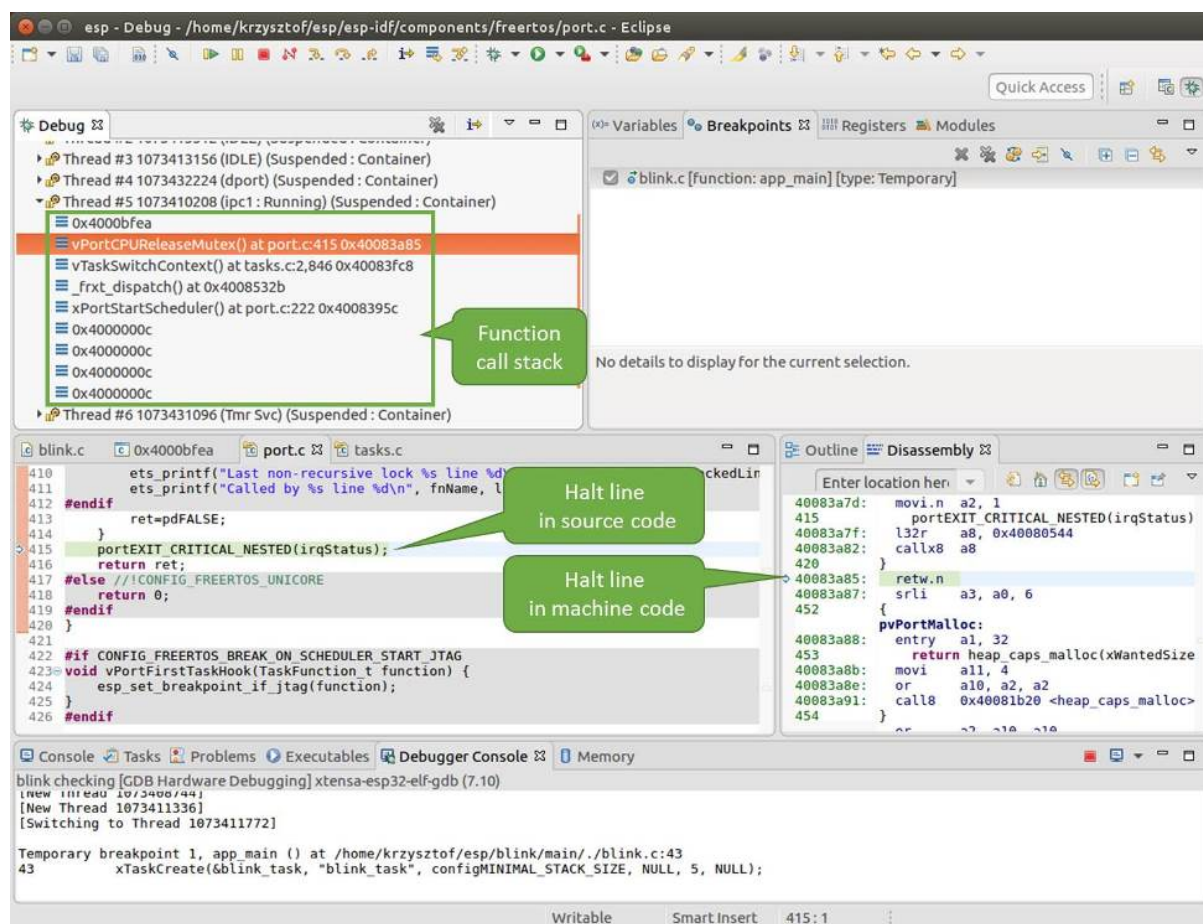 esp - Debug - /home/krzysztof/esp/esp-idf/components/freertos/port.c - Eclipse
Quick Access
Debug
Thread #3 1073413156 (IDLE) (Suspended : Container)
Thread #4 1073432224 (dport) (Suspended : Container)
Thread #5 1073410208 (ipc1 : Running) (Suspended : Container)
0x4000bfea
vPortCPUReleaseMutex() at port.c:415 0x40083a85
vTaskSwitchContext() at tasks.c:2,846 0x40083fc8
_frxt_dispatch() at 0x4008532b
xPortStartScheduler() at port.c:222 0x4008395c
0x4000000c
0x4000000c
0x4000000c
0x4000000c
Thread #6 1073431096 (Tmr Svc) (Suspended : Container)
Function
call stack
(x)= Variables Breakpoints Registers Modules
blink.c [function: app_main] [type: Temporary]
No details to display for the current selection.
blink.c 0x4000bfea port.c tasks.c
410 ets_printf("Last non-recursive lock %s line %d ckedLin
411 ets_printf("Called by %s line %d\n", fnName, l
412 #endif
413 ret=pdFALSE;
414 }
415 portEXIT_CRITICAL_NESTED(irqStatus);
416 return ret;
417 #else //!CONFIG_FREERTOS_UNICORE
418 return 0;
419 #endif
420 }
421
422 #if CONFIG_FREERTOS_BREAK_ON_SCHEDULER_START_JTAG
423 void vPortFirstTaskHook(TaskFunction_t function) {
424 esp_set_breakpoint_if_jtag(function);
425 }
426 #endif
Halt line
in source code
Halt line
in machine code
Outline Disassembly
Enter location her
40083a7d: movi.n a2, 1
415 portEXIT_CRITICAL_NESTED(irqStatus)
40083a7f: l32r a8, 0x40080544
40083a82: callx8 a8
420 }
40083a85: retw.n
40083a87: srli a3, a0, 6
452 {
pvPortMalloc:
40083a88: entry a1, 32
453 return heap_caps_malloc(xWantedSize
40083a8b: movi a11, 4
40083a8e: or a10, a2, a2
40083a91: call8 0x40081b20 <heap_caps_malloc>
454 }
Console Tasks Problems Executables Debugger Console Memory
blink checking [GDB Hardware Debugging] xtensa-esp32-elf-gdb (7.10)
[New Thread 1073408744]
[New Thread 1073411336]
[Switching to Thread 1073411772]
Temporary breakpoint 1, app_main () at /home/krzysztof/esp/blink/main/./blink.c:43
43 xTaskCreate(&blink_task, "blink_task", configMINIMAL_STACK_SIZE, NULL, 5, NULL);
Writable Smart Insert 415 : 1